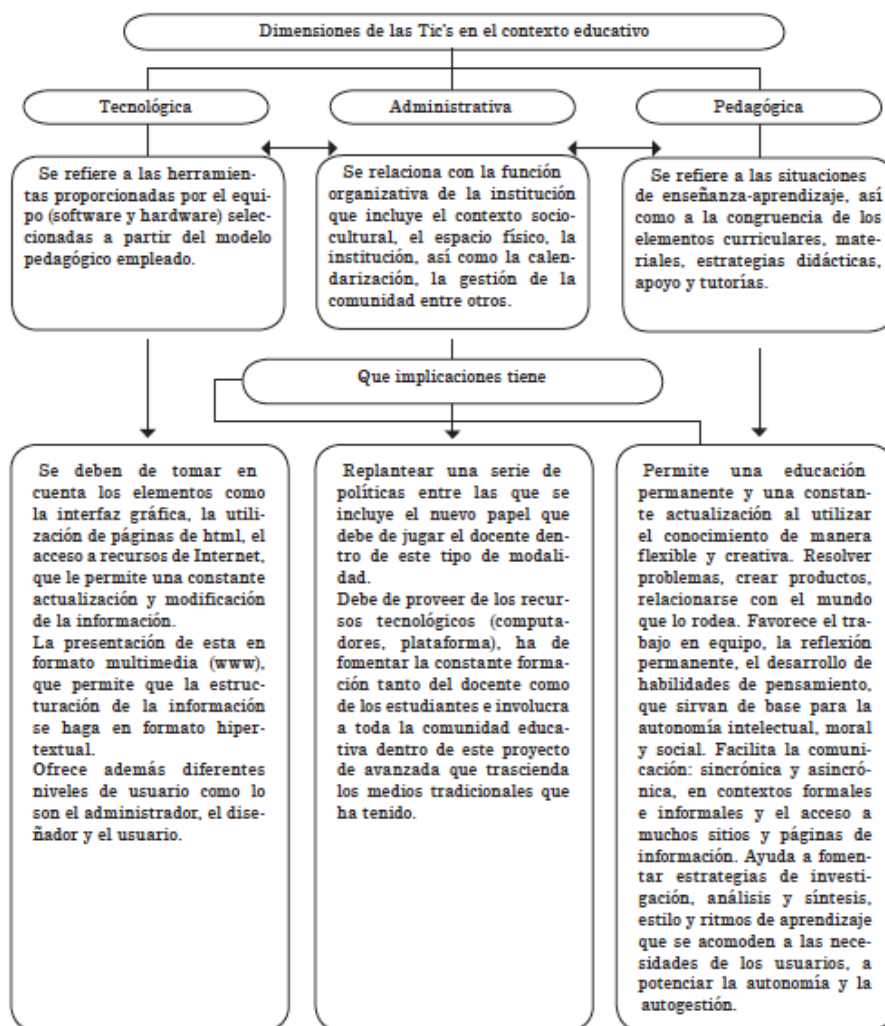 Dimensiones de las Tic's en el contexto educativo
Tecnológica
Administrativa
Pedagógica
Se refiere a las herramien-
tas proporcionadas por el equi-
po (software y hardware) selec-
cionadas a partir del modelo
pedagógico empleado.
Se relaciona con la función
organizativa de la institución
que incluye el contexto socio-
cultural, el espacio físico, la
institución, así como la calen-
darización, la gestión de la
comunidad entre otros.
Se refiere a las situaciones
de enseñanza-aprendizaje, así
como a la congruencia de los
elementos curriculares, mate-
riales, estrategias didácticas,
apoyo y tutorías.
Que implicaciones tiene
Se deben de tomar en
cuenta los elementos como
la interfaz gráfica, la utili-
zación de páginas de html, el
acceso a recursos de Internet,
que le permite una constante
actualización y modificación
de la información.
La presentación de esta en
formato multimedia (www),
que permite que la estruc-
turación de la información
se haga en formato hiper-
textual.
Ofrece además diferentes
niveles de usuario como lo
son el administrador, el dise-
ñador y el usuario.
Replantear una serie de
políticas entre las que se
incluye el nuevo papel que
debe de jugar el docente den-
tro de este tipo de modali-
dad.
Debe de proveer de los recur-
sos tecnológicos (computa-
dores, plataforma), ha de
fomentar la constante forma-
ción tanto del docente como
de los estudiantes e involucra
a toda la comunidad educa-
tiva dentro de este proyecto
de avanzada que trascienda
los medios tradicionales que
ha tenido.
Permite una educación
permanente y una constan-
te actualización al utilizar
el conocimiento de manera
flexible y creativa. Resolver
problemas, crear productos,
relacionarse con el mundo
que lo rodea. Favorece el tra-
bajo en equipo, la reflexión
permanente, el desarrollo de
habilidades de pensamiento,
que sirvan de base para la
autonomía intelectual, moral
y social. Facilita la comuni-
cación: sincrónica y asincró-
nica, en contextos formales
e informales y el acceso a
muchos sitios y páginas de
información. Ayuda a fomen-
tar estrategias de investi-
gación, análisis y síntesis,
estilo y ritmos de aprendizaje
que se acomoden a las nece-
sidades de los usuarios, a
potenciar la autonomía y la
autogestión.